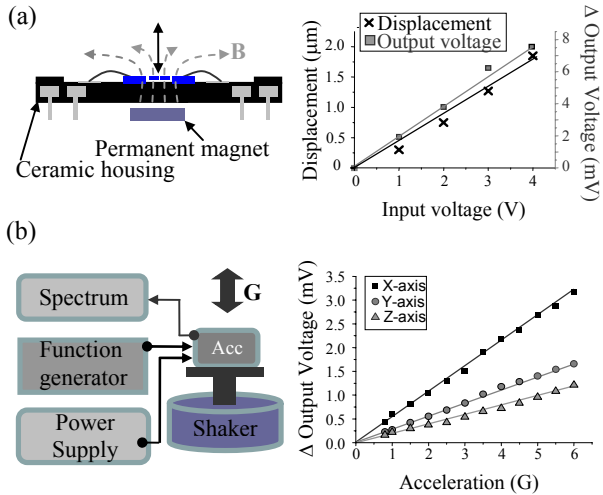 (a)
B
Permanent magnet
Ceramic housing
Displacement
Output voltage
Displacement (μm)
2.0
1.5
1.0
0.5
0
0
1
2
3
4
Input voltage (V)
8
6
4
2
0
Δ Output Voltage (mV)
(b)
G
Spectrum
Function
generator
Acc
Power
Supply
Shaker
X-axis
Y-axis
Z-axis
Δ Output Voltage (mV)
3.5
3.0
2.5
2.0
1.5
1.0
0.5
0.0
0
1
2
3
4
5
6
Acceleration (G)